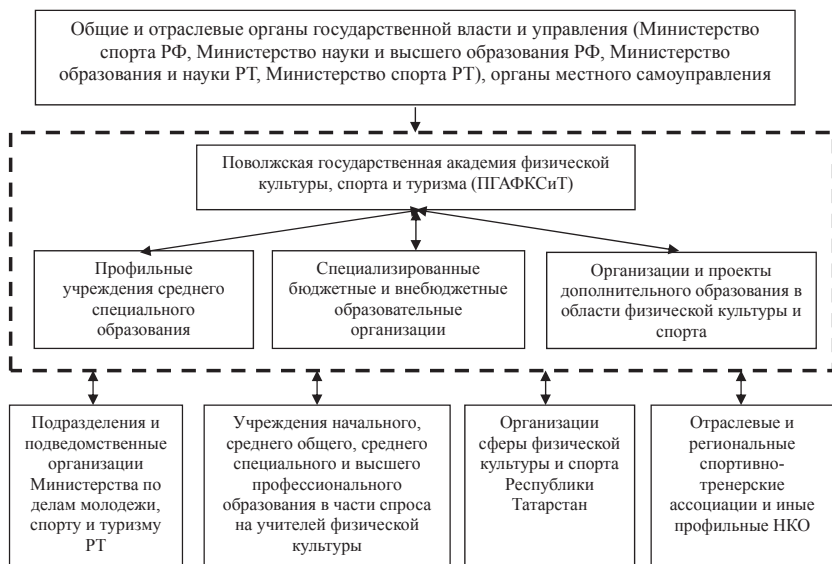 Общие и отраслевые органы государственной власти и управления (Министерство
спорта РФ, Министерство науки и высшего образования РФ, Министерство
образования и науки РТ, Министерство спорта РТ), органы местного самоуправления
Поволжская государственная академия физической
культуры, спорта и туризма (ПГАФКСиТ)
Профильные
учреждения среднего
специального
образования
Специализированные
бюджетные и внебюджетные
образовательные
организации
Организации и проекты
дополнительного образования в
области физической культуры и
спорта
Подразделения и
подведомственные
организации
Министерства по
делам молодежи,
спорту и туризму
РТ
Учреждения начального,
среднего общего, среднего
специального и высшего
профессионального
образования в части спроса
на учителей физической
культуры
Организации
сферы физической
культуры и спорта
Республики
Татарстан
Отраслевые и
региональные
спортивно-
тренерские
ассоциации и иные
профильные НКО